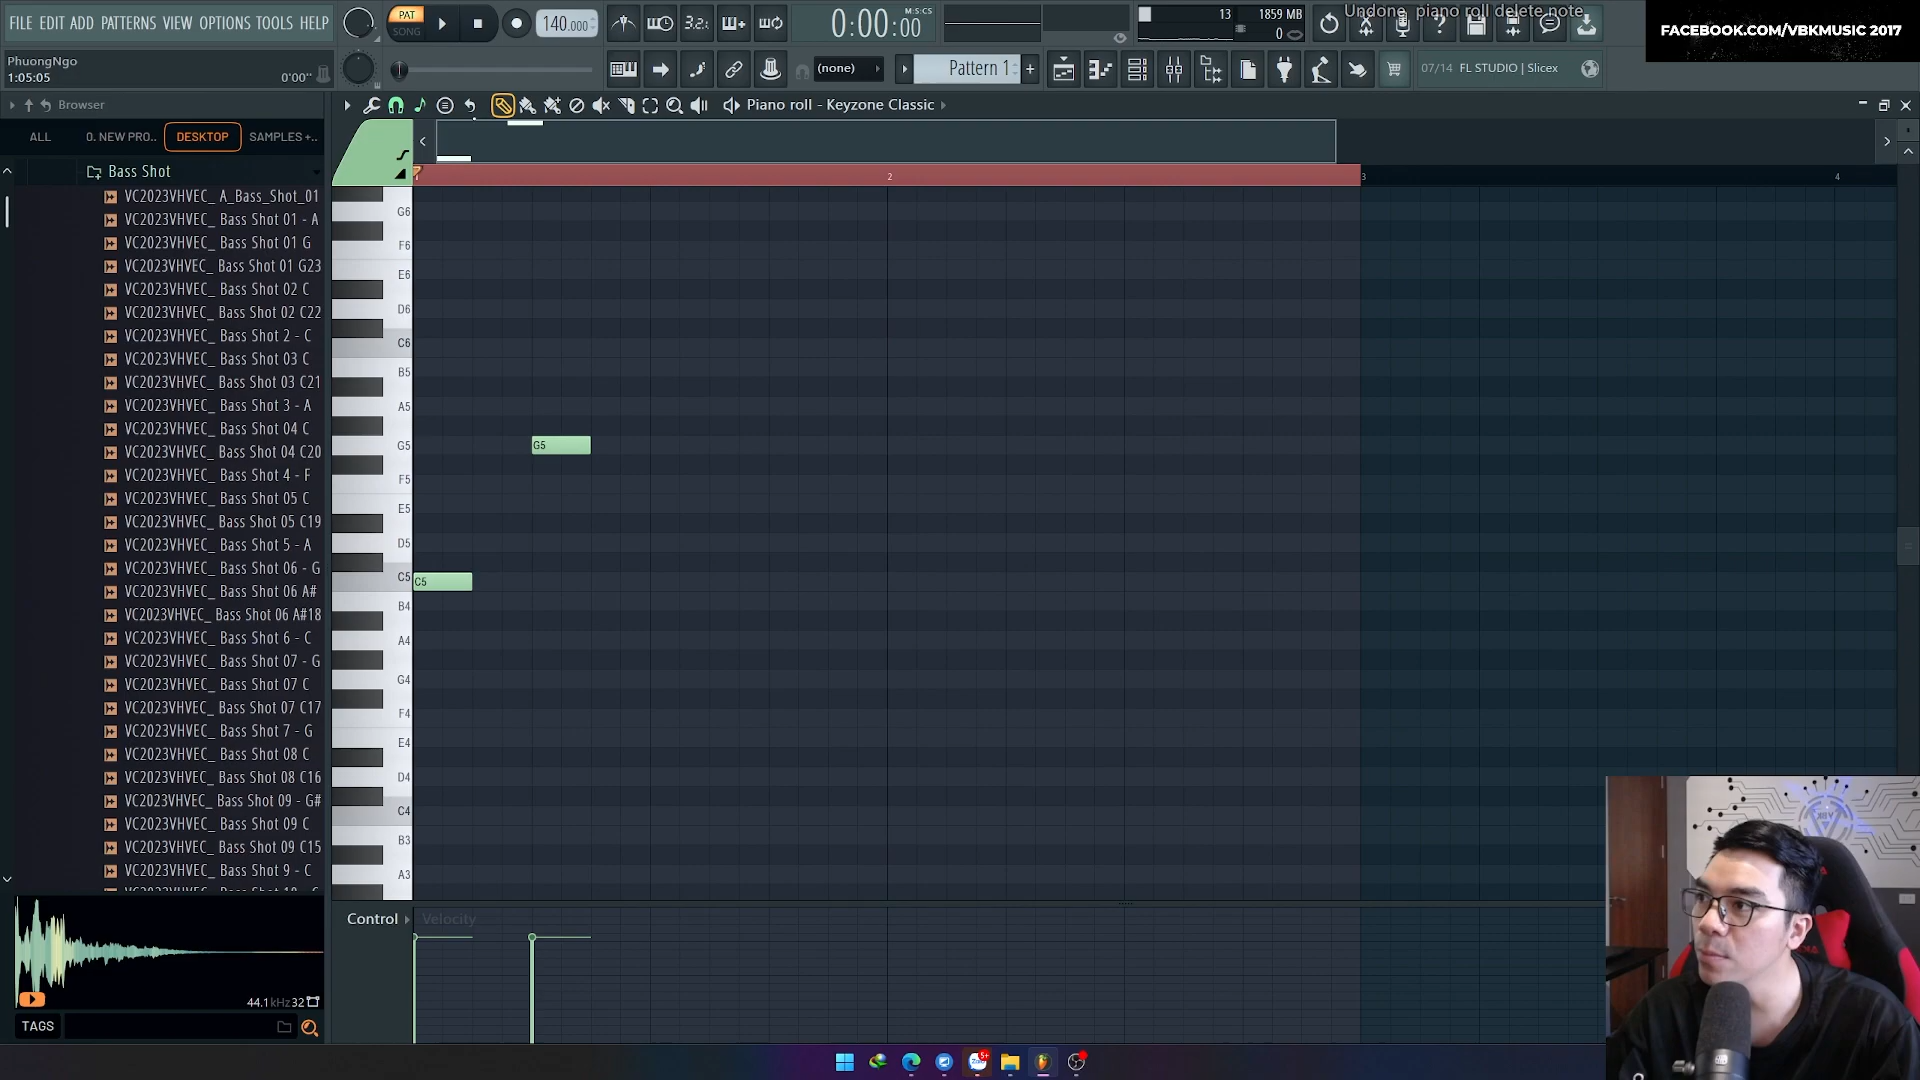 FILE EDIT ADD PATTERNS VIEW OPTIONS TOOLS HELP
PAT
SONG
140.000
3.2.
0:00:00
M:S:CS
13
1859 MB
0
Undone piano roll delete note
FACEBOOK.COM/VBKMUSIC 2017
PhuongNgo
1:05:05
0'00"
(none)
Pattern 1
+
07/14 FL STUDIO | Slicex
Browser
Piano roll - Keyzone Classic
ALL
0. NEW PRO..
DESKTOP
SAMPLES +..
Bass Shot
VC2023VHVEC_ A_Bass_Shot_01
VC2023VHVEC_ Bass Shot 01 - A
VC2023VHVEC_ Bass Shot 01 G
VC2023VHVEC_ Bass Shot 01 G23
VC2023VHVEC_ Bass Shot 02 C
VC2023VHVEC_ Bass Shot 02 C22
VC2023VHVEC_ Bass Shot 2 - C
VC2023VHVEC_ Bass Shot 03 C
VC2023VHVEC_ Bass Shot 03 C21
VC2023VHVEC_ Bass Shot 3 - A
VC2023VHVEC_ Bass Shot 04 C
VC2023VHVEC_ Bass Shot 04 C20
VC2023VHVEC_ Bass Shot 4 - F
VC2023VHVEC_ Bass Shot 05 C
VC2023VHVEC_ Bass Shot 05 C19
VC2023VHVEC_ Bass Shot 5 - A
VC2023VHVEC_ Bass Shot 06 - G
VC2023VHVEC_ Bass Shot 06 A#
VC2023VHVEC_ Bass Shot 06 A#18
VC2023VHVEC_ Bass Shot 6 - C
VC2023VHVEC_ Bass Shot 07 - G
VC2023VHVEC_ Bass Shot 07 C
VC2023VHVEC_ Bass Shot 07 C17
VC2023VHVEC_ Bass Shot 7 - G
VC2023VHVEC_ Bass Shot 08 C
VC2023VHVEC_ Bass Shot 08 C16
VC2023VHVEC_ Bass Shot 09 - G#
VC2023VHVEC_ Bass Shot 09 C
VC2023VHVEC_ Bass Shot 09 C15
VC2023VHVEC_ Bass Shot 9 - C
44.1kHz 32
TAGS
2
3
4
G6
F6
E6
D6
C6
B5
A5
G5
G5
F5
E5
D5
C5
C5
B4
A4
G4
F4
E4
D4
C4
B3
A3
Control
Velocity
Zalo
5+